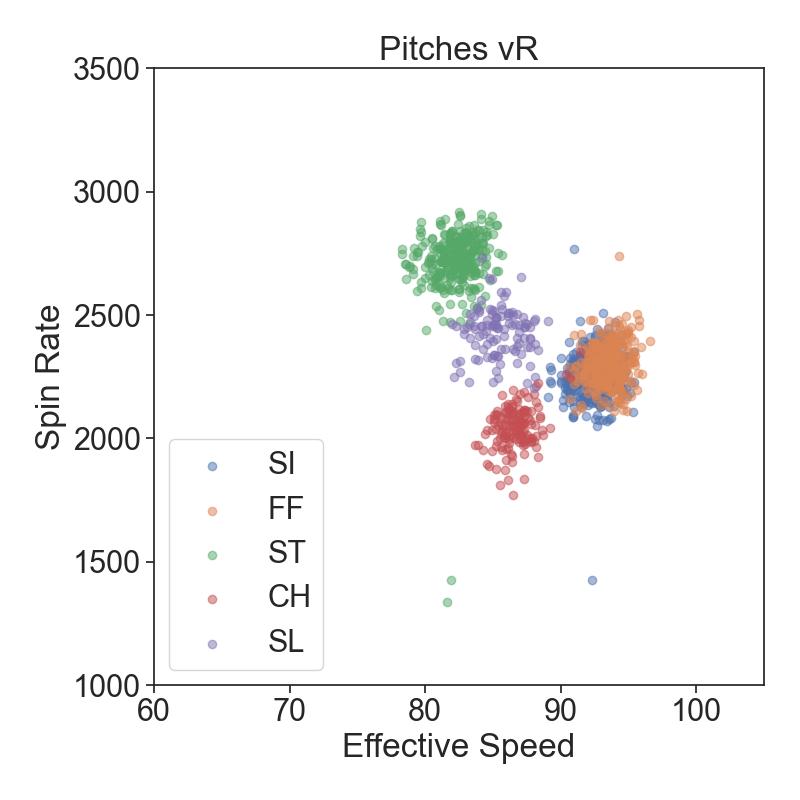 Pitches vR
3500
3000
2500
2000
1500
1000
Spin Rate
SI
FF
ST
CH
SL
60 70 80 90 100
Effective Speed